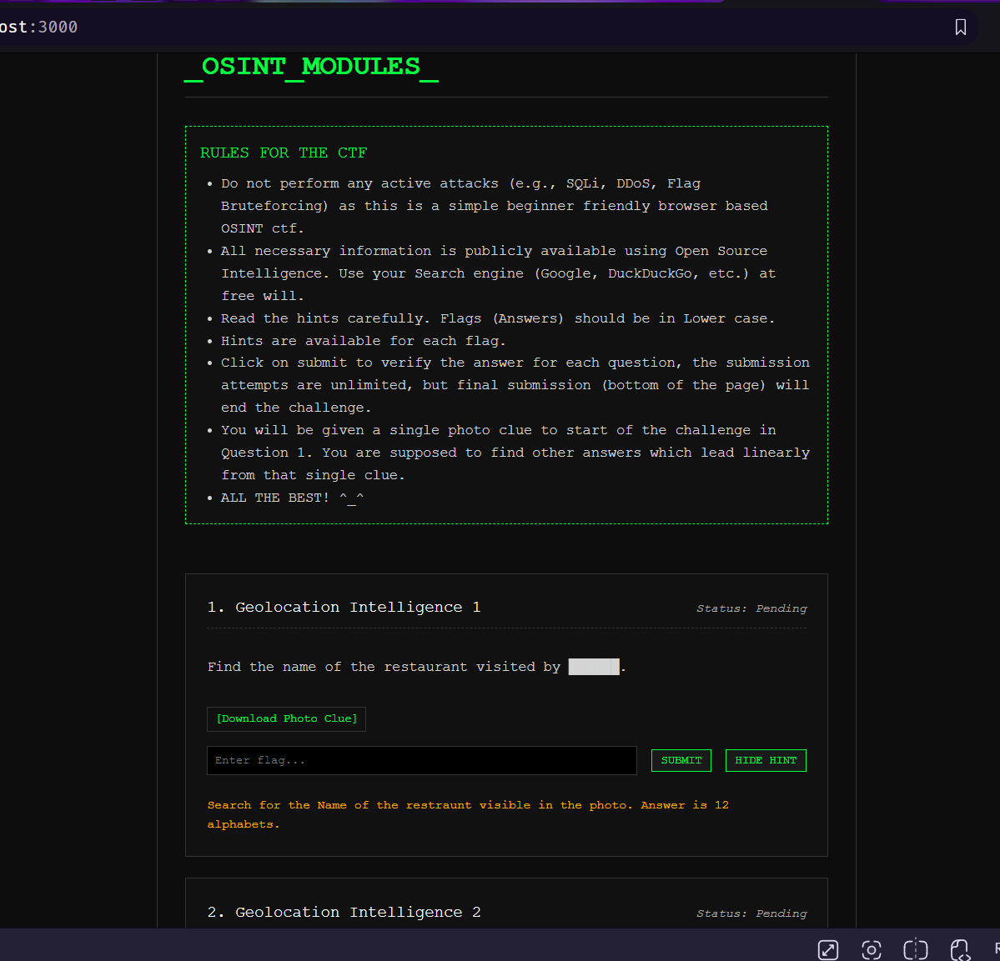 ost:3000
_OSINT_MODULES_
RULES FOR THE CTF
• Do not perform any active attacks (e.g., SQLi, DDoS, Flag
Bruteforcing) as this is a simple beginner friendly browser based
OSINT ctf.
• All necessary information is publicly available using Open Source
Intelligence. Use your Search engine (Google, DuckDuckGo, etc.) at
free will.
• Read the hints carefully. Flags (Answers) should be in Lower case.
• Hints are available for each flag.
• Click on submit to verify the answer for each question, the submission
attempts are unlimited, but final submission (bottom of the page) will
end the challenge.
• You will be given a single photo clue to start of the challenge in
Question 1. You are supposed to find other answers which lead linearly
from that single clue.
• ALL THE BEST! ^_^
1. Geolocation Intelligence 1
Status: Pending
Find the name of the restaurant visited by ██████.
[Download Photo Clue]
Enter flag...
SUBMIT
HIDE HINT
Search for the Name of the restraunt visible in the photo. Answer is 12
alphabets.
2. Geolocation Intelligence 2
Status: Pending